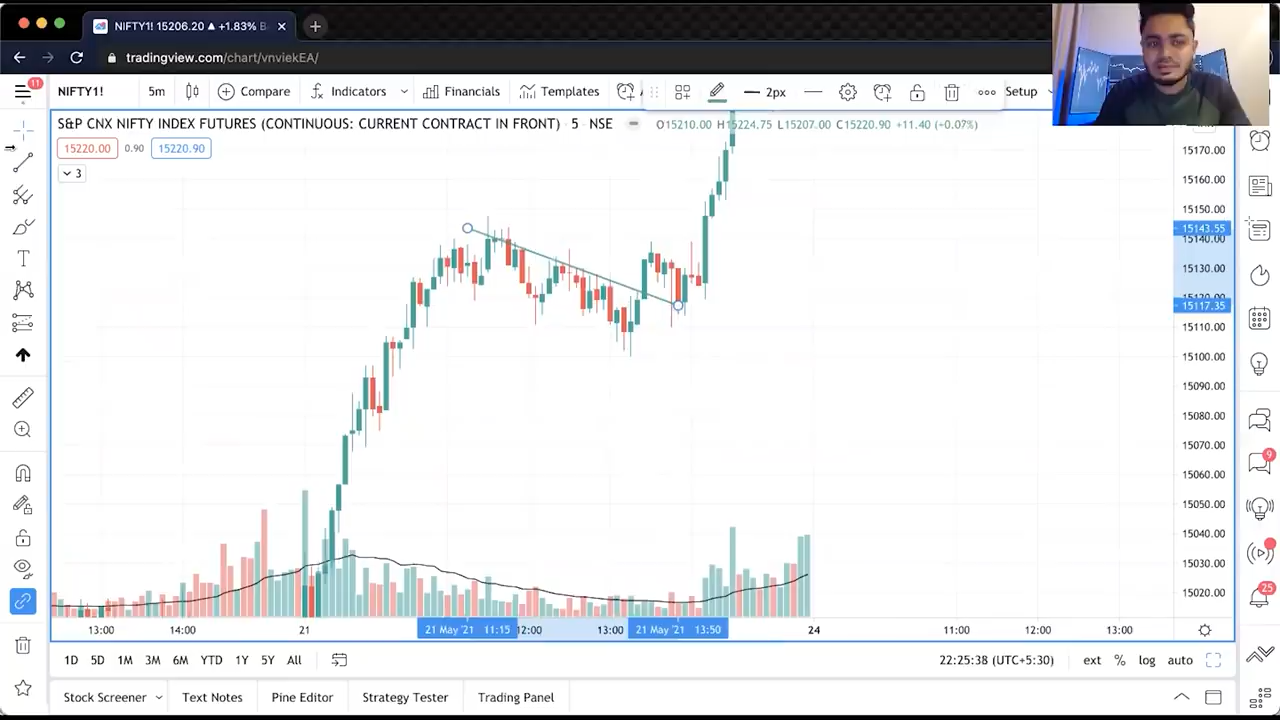 NIFTY1! 15206.20 ▲ +1.83%
tradingview.com/chart/vnviekEA/
11
NIFTY1! 5m Compare Indicators Financials Templates 2px Setup
S&P CNX NIFTY INDEX FUTURES (CONTINUOUS: CURRENT CONTRACT IN FRONT) · 5 · NSE O15210.00 H15224.75 L15207.00 C15220.90 +11.40 (+0.07%)
15220.00 0.90 15220.90
3
15170.00
15160.00
15150.00
15143.55
15140.00
15130.00
15120.00
15117.35
15110.00
15100.00
15090.00
15080.00
15070.00
15060.00
15050.00
15040.00
15030.00
15020.00
9
25
13:00 14:00 21 21 May '21 11:15 12:00 13:00 21 May '21 13:50 24 11:00 12:00 13:00
1D 5D 1M 3M 6M YTD 1Y 5Y All 22:25:38 (UTC+5:30) ext % log auto
Stock Screener Text Notes Pine Editor Strategy Tester Trading Panel